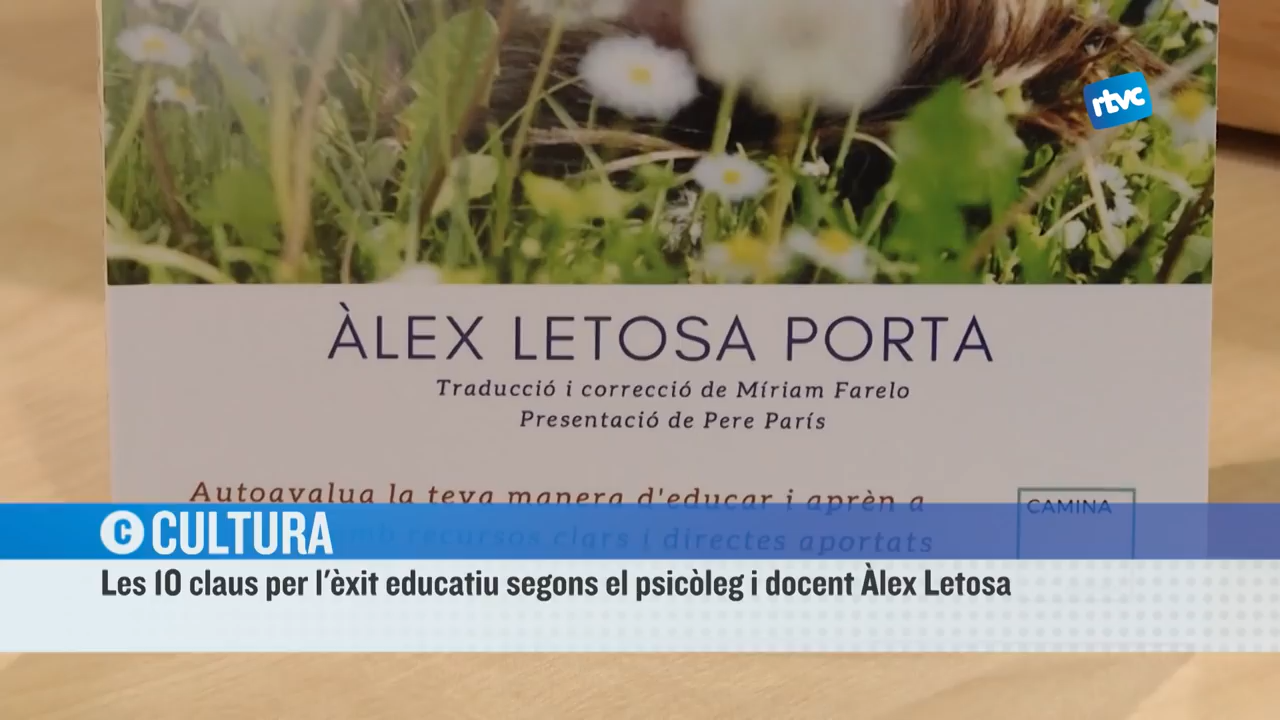 rtvc
ÀLEX LETOSA PORTA
Traducció i correcció de Míriam Farelo
Presentació de Pere París
Autoavalua la teva manera d'educar i aprèn a
amb recursos clars i directes aportats
CAMINA
C CULTURA
Les 10 claus per l'èxit educatiu segons el psicòleg i docent Àlex Letosa